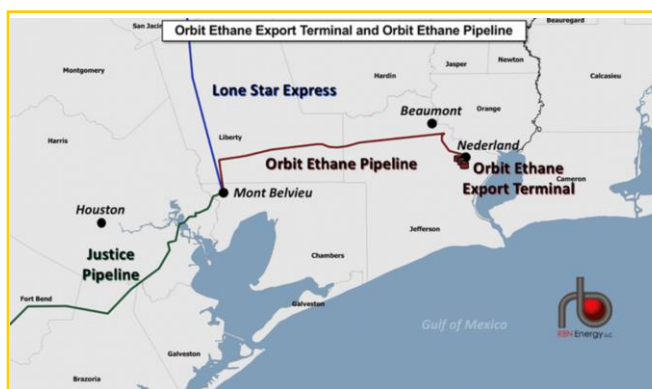 Orbit Ethane Export Terminal and Orbit Ethane Pipeline
San Jacinto
Beauregard
Montgomery
Hardin
Jasper
Newton
Calcasieu
Lone Star Express
Beaumont
Orange
Harris
Liberty
Nederland
Orbit Ethane Pipeline
Orbit Ethane
Export Terminal
Cameron
Mont Belvieu
Houston
Jefferson
Justice
Pipeline
Chambers
Fort Bend
Galveston
Gulf of Mexico
rb
RBN Energy LLC
Galveston
Brazoria